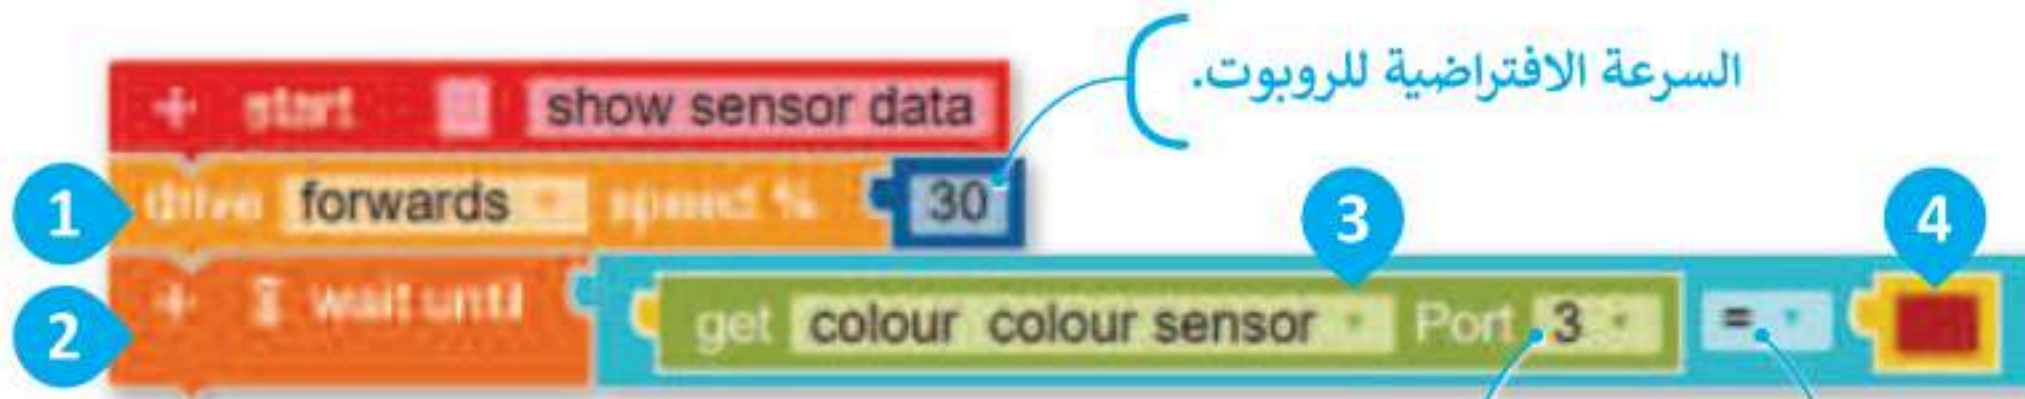 السرعة الافتراضية للروبوت.
+ start show sensor data
1 drive forwards speed % 30
3 4
2 + wait until get colour colour sensor Port 3 =